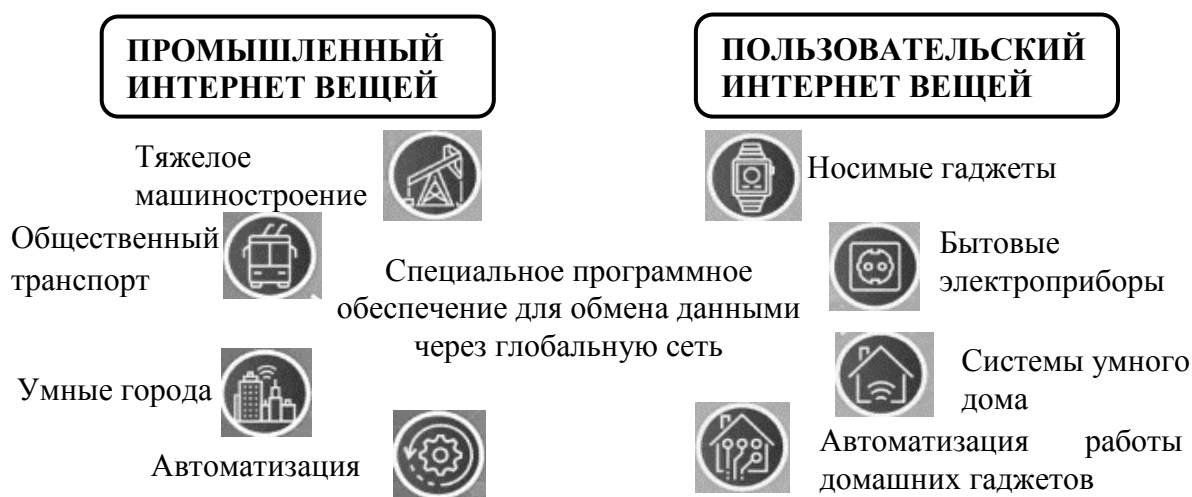 ПРОМЫШЛЕННЫЙ
ИНТЕРНЕТ ВЕЩЕЙ
ПОЛЬЗОВАТЕЛЬСКИЙ
ИНТЕРНЕТ ВЕЩЕЙ
Тяжелое
машиностроение
Носимые гаджеты
Общественный
транспорт
Специальное программное
обеспечение для обмена данными
через глобальную сеть
Бытовые
электроприборы
Умные города
Системы умного
дома
Автоматизация
Автоматизация работы
домашних гаджетов